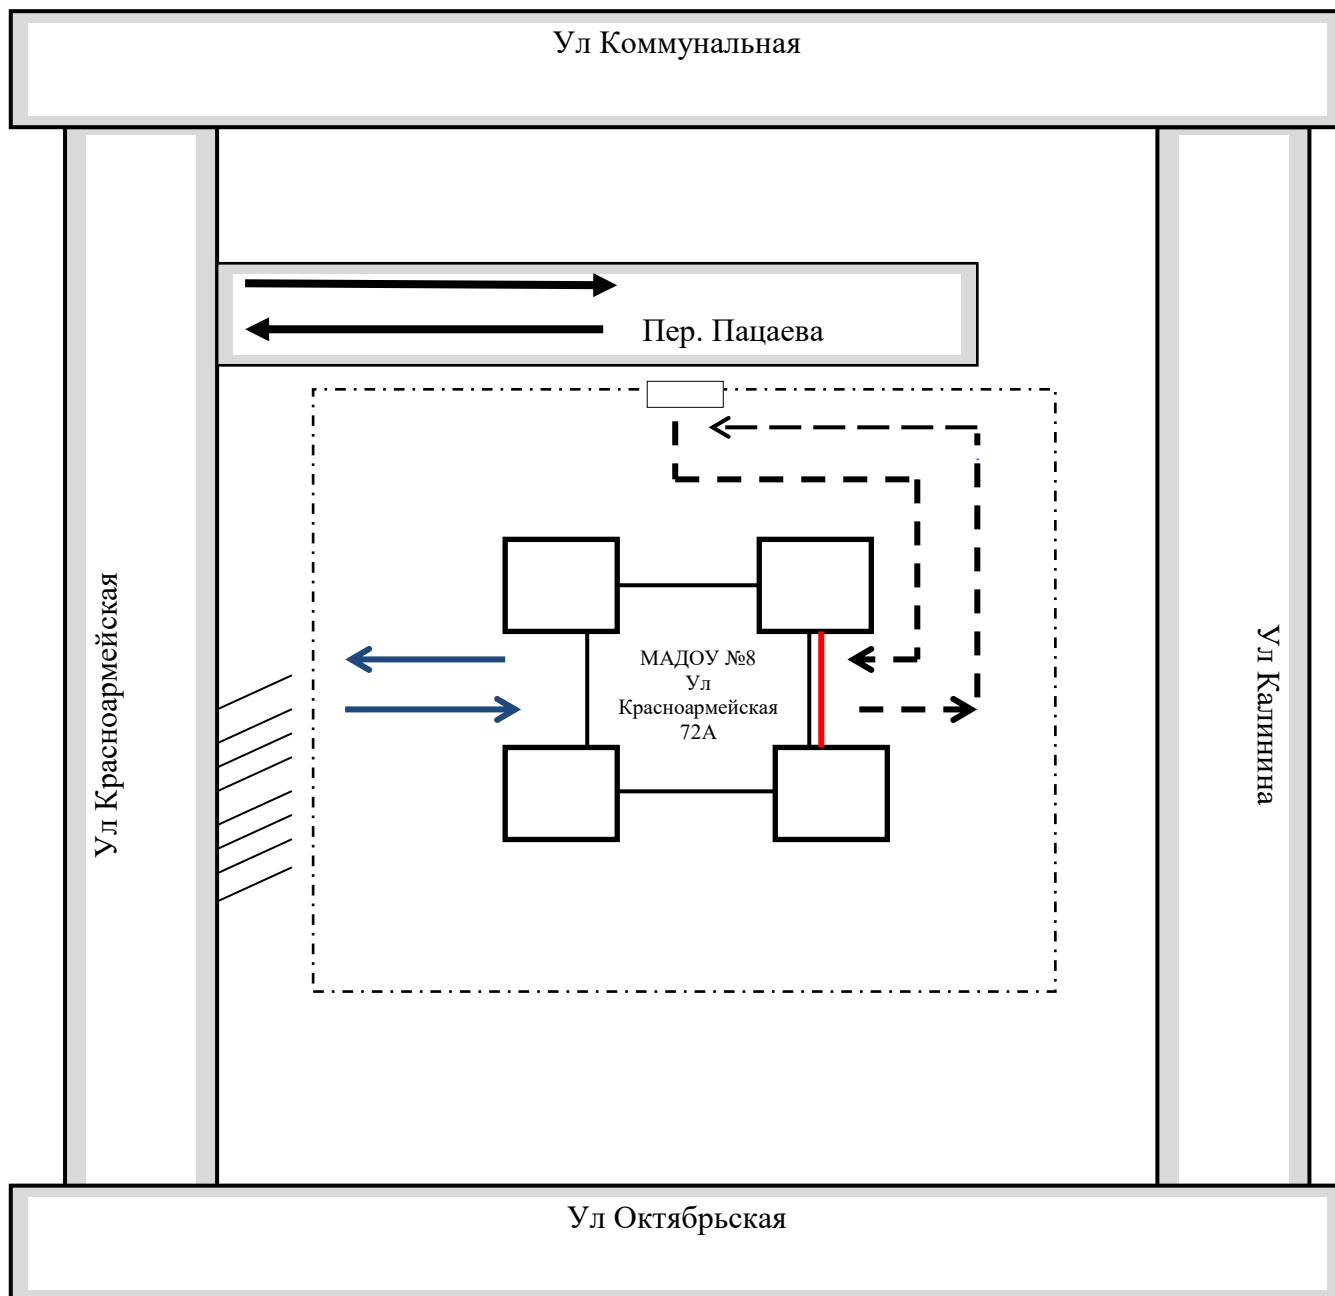 Ул Коммунальная
Пер. Пацаева
Ул Красноармейская
МАДОУ №8
Ул
Красноармейская
72А
Ул Калинина
Ул Октябрьская